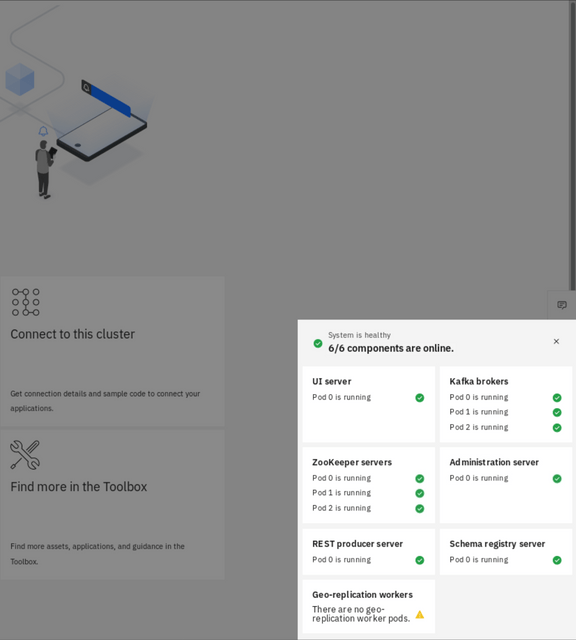 Connect to this cluster
Get connection details and sample code to connect your
applications.
Find more in the Toolbox
Find more assets, applications, and guidance in the
Toolbox.
System is healthy
6/6 components are online.
UI server
Pod 0 is running
Kafka brokers
Pod 0 is running
Pod 1 is running
Pod 2 is running
ZooKeeper servers
Pod 0 is running
Pod 1 is running
Pod 2 is running
Administration server
Pod 0 is running
REST producer server
Pod 0 is running
Schema registry server
Pod 0 is running
Geo-replication workers
There are no geo-
replication worker pods.